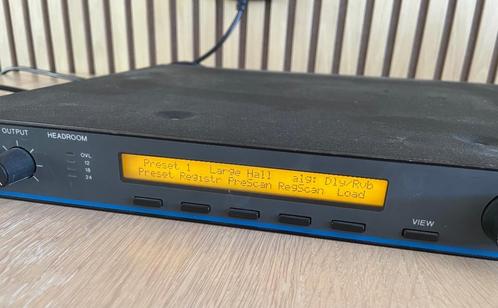 OUTPUT HEADROOM
OVL
12
18
24
Preset 1 Large Hall alg: Dly/Rvb
Preset Registr PreScan RegScan Load
VIEW